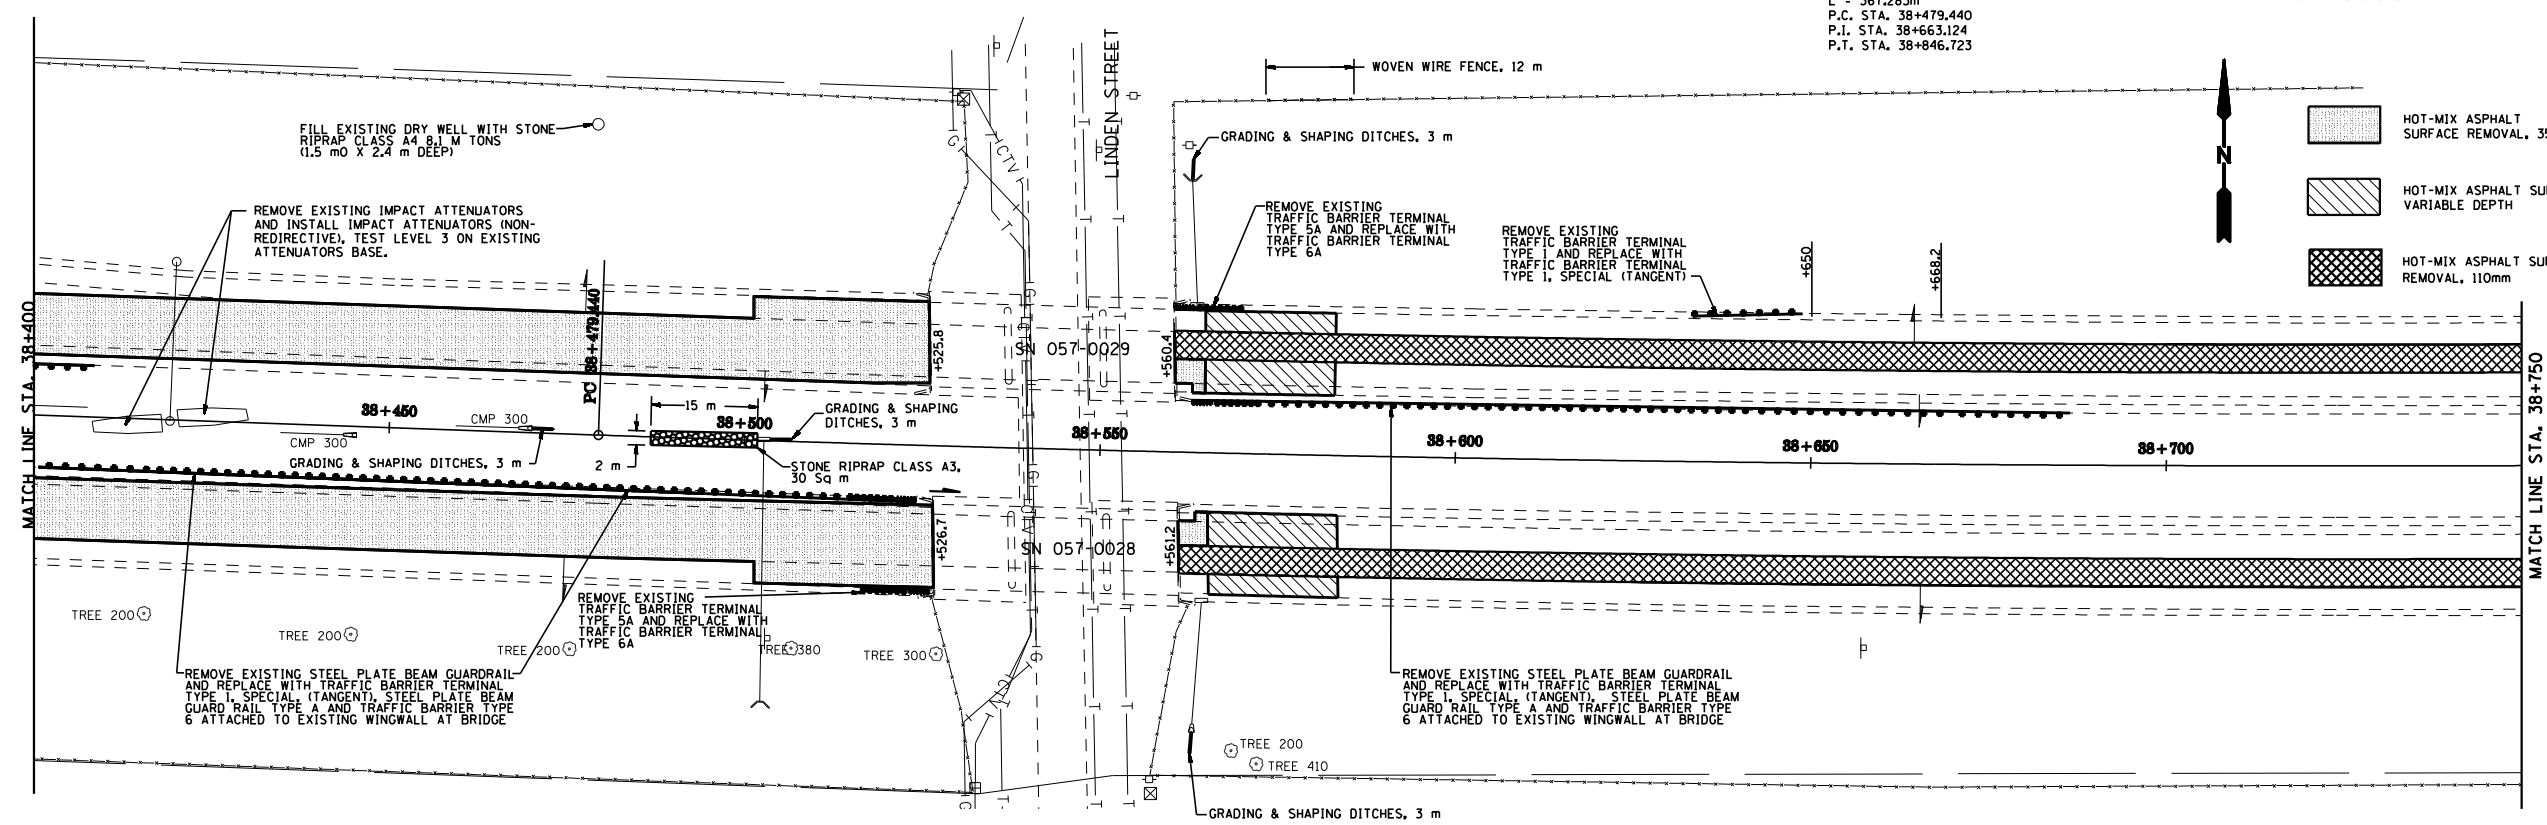 L - 367.283m
P.C. STA. 38+479.440
P.I. STA. 38+663.124
P.T. STA. 38+846.723
WOVEN WIRE FENCE, 12 m
LINDEN STREET
FILL EXISTING DRY WELL WITH STONE
RIPRAP CLASS A4 8.1 M TONS
(1.5 mO X 2.4 m DEEP)
GRADING & SHAPING DITCHES, 3 m
N
HOT-MIX ASPHALT
SURFACE REMOVAL, 35
HOT-MIX ASPHALT SU
VARIABLE DEPTH
HOT-MIX ASPHALT SU
REMOVAL, 110mm
REMOVE EXISTING IMPACT ATTENUATORS
AND INSTALL IMPACT ATTENUATORS (NON-
REDIRECTIVE), TEST LEVEL 3 ON EXISTING
ATTENUATORS BASE.
REMOVE EXISTING
TRAFFIC BARRIER TERMINAL
TYPE 5A AND REPLACE WITH
TRAFFIC BARRIER TERMINAL
TYPE 6A
REMOVE EXISTING
TRAFFIC BARRIER TERMINAL
TYPE 1 AND REPLACE WITH
TRAFFIC BARRIER TERMINAL
TYPE 1, SPECIAL (TANGENT)
+650
+668.2
G
CTV
T
MATCH LINE STA. 38+400
PC 38+479.440
+525.8
SN 057-0029
+560.4
MATCH LINE STA. 38+750
38+450
CMP 300
CMP 300
GRADING & SHAPING DITCHES, 3 m
15 m
2 m
38+500
GRADING & SHAPING
DITCHES, 3 m
STONE RIPRAP CLASS A3,
30 Sq m
38+550
38+600
38+650
38+700
+526.7
SN 057-0028
+561.2
REMOVE EXISTING
TRAFFIC BARRIER TERMINAL
TYPE 5A AND REPLACE WITH
TRAFFIC BARRIER TERMINAL
TYPE 6A
TREE 200
TREE 200
TREE 200
TREE 380
TREE 300
REMOVE EXISTING STEEL PLATE BEAM GUARDRAIL
AND REPLACE WITH TRAFFIC BARRIER TERMINAL
TYPE 1, SPECIAL, (TANGENT), STEEL PLATE BEAM
GUARD RAIL TYPE A AND TRAFFIC BARRIER TYPE
6 ATTACHED TO EXISTING WINGWALL AT BRIDGE
REMOVE EXISTING STEEL PLATE BEAM GUARDRAIL
AND REPLACE WITH TRAFFIC BARRIER TERMINAL
TYPE 1, SPECIAL, (TANGENT), STEEL PLATE BEAM
GUARD RAIL TYPE A AND TRAFFIC BARRIER TYPE
6 ATTACHED TO EXISTING WINGWALL AT BRIDGE
TREE 200
TREE 410
GRADING & SHAPING DITCHES, 3 m